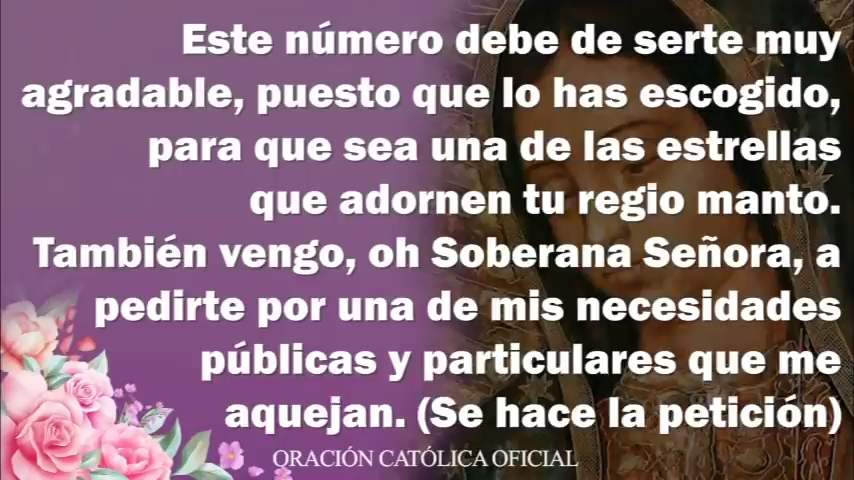 Este número debe de serte muy
agradable, puesto que lo has escogido,
para que sea una de las estrellas
que adornen tu regio manto.
También vengo, oh Soberana Señora, a
pedirte por una de mis necesidades
públicas y particulares que me
aquejan. (Se hace la petición)
ORACIÓN CATÓLICA OFICIAL